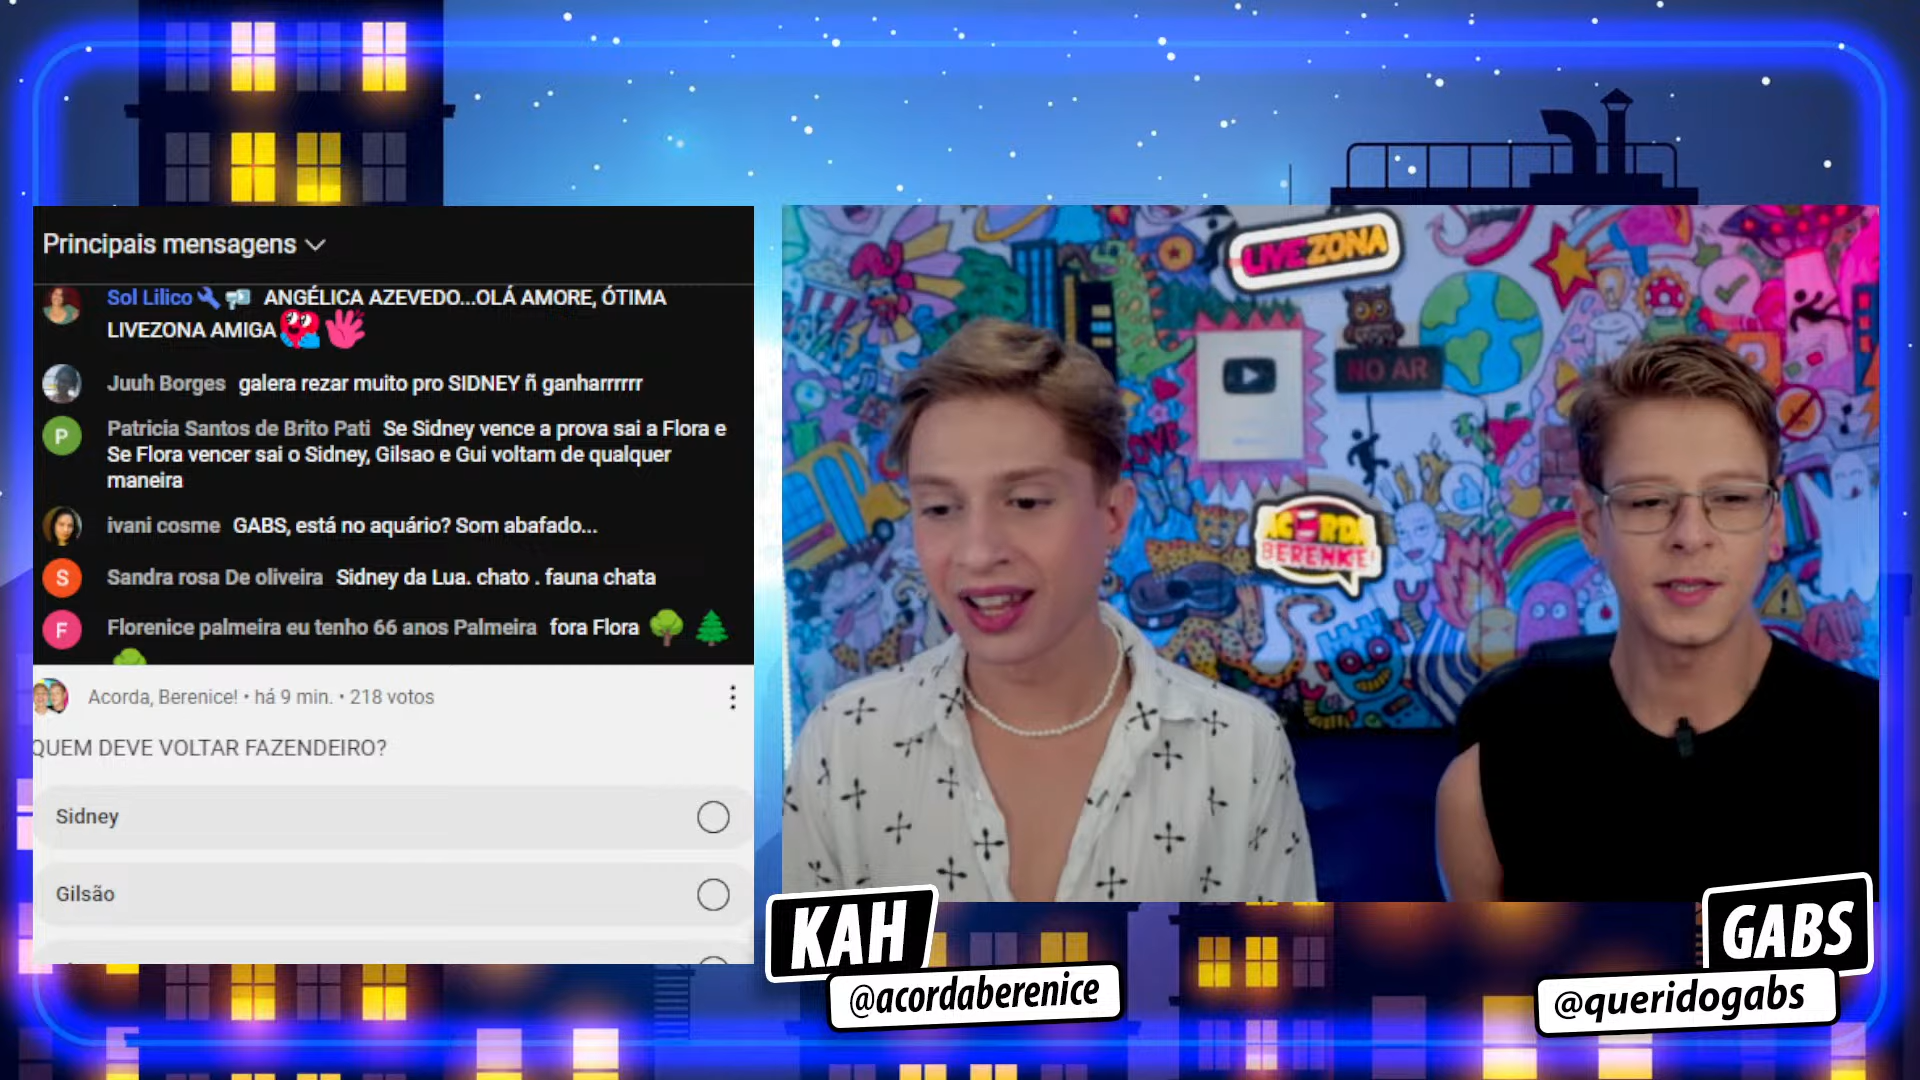 Principais mensagens
Sol Lilico ANGÉLICA AZEVEDO...OLÁ AMORE, ÓTIMA
LIVEZONA AMIGA
Juuh Borges galera rezar muito pro SIDNEY ñ ganharrrrrr
Patricia Santos de Brito Pati Se Sidney vence a prova sai a Flora e
Se Flora vencer sai o Sidney, Gilsao e Gui voltam de qualquer
maneira
ivani cosme GABS, está no aquário? Som abafado...
Sandra rosa De oliveira Sidney da Lua. chato . fauna chata
Florenice palmeira eu tenho 66 anos Palmeira fora Flora
P
S
F
Acorda, Berenice! • há 9 min. • 218 votos
QUEM DEVE VOLTAR FAZENDEIRO?
Sidney
Gilsão
LIVEZONA
NO AR
LOVE
ACORDA
BERENICE!
KAH
@acordaberenice
GABS
@queridogabs